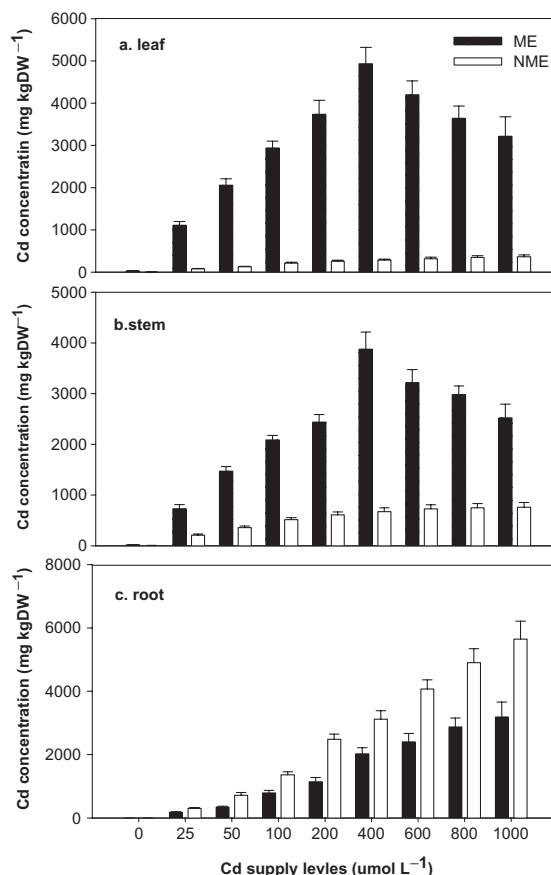 a. leaf
ME
NME
Cd concentratin (mg kgDW⁻¹)
6000
5000
4000
3000
2000
1000
0
b.stem
Cd concentration (mg kgDW⁻¹)
5000
4000
3000
2000
1000
0
c. root
Cd concentration (mg kgDW⁻¹)
8000
6000
4000
2000
0
0 25 50 100 200 400 600 800 1000
Cd supply levles (umol L⁻¹)